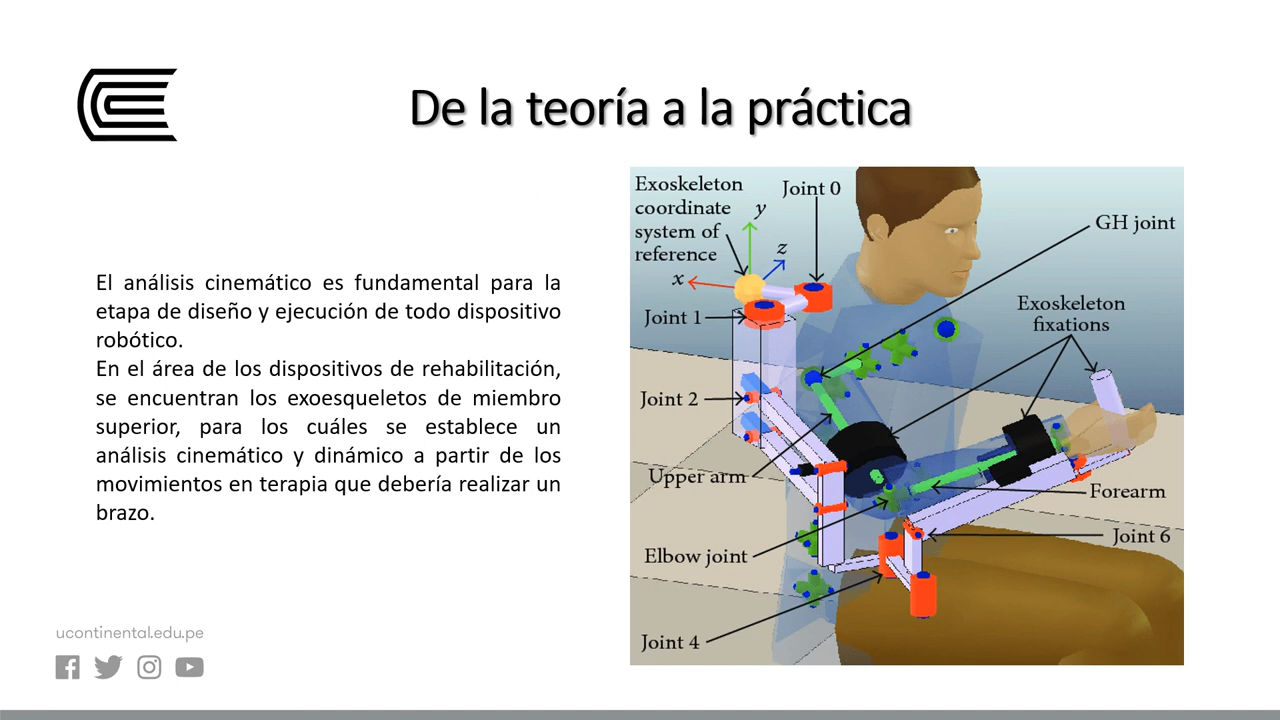 De la teoría a la práctica
El análisis cinemático es fundamental para la
etapa de diseño y ejecución de todo dispositivo
robótico.
En el área de los dispositivos de rehabilitación,
se encuentran los exoesqueletos de miembro
superior, para los cuáles se establece un
análisis cinemático y dinámico a partir de los
movimientos en terapia que debería realizar un
brazo.
Exoskeleton
coordinate
system of
reference
Joint 0
y
z
x
GH joint
Joint 1
Exoskeleton
fixations
Joint 2
Upper arm
Forearm
Elbow joint
Joint 6
Joint 4
ucontinental.edu.pe